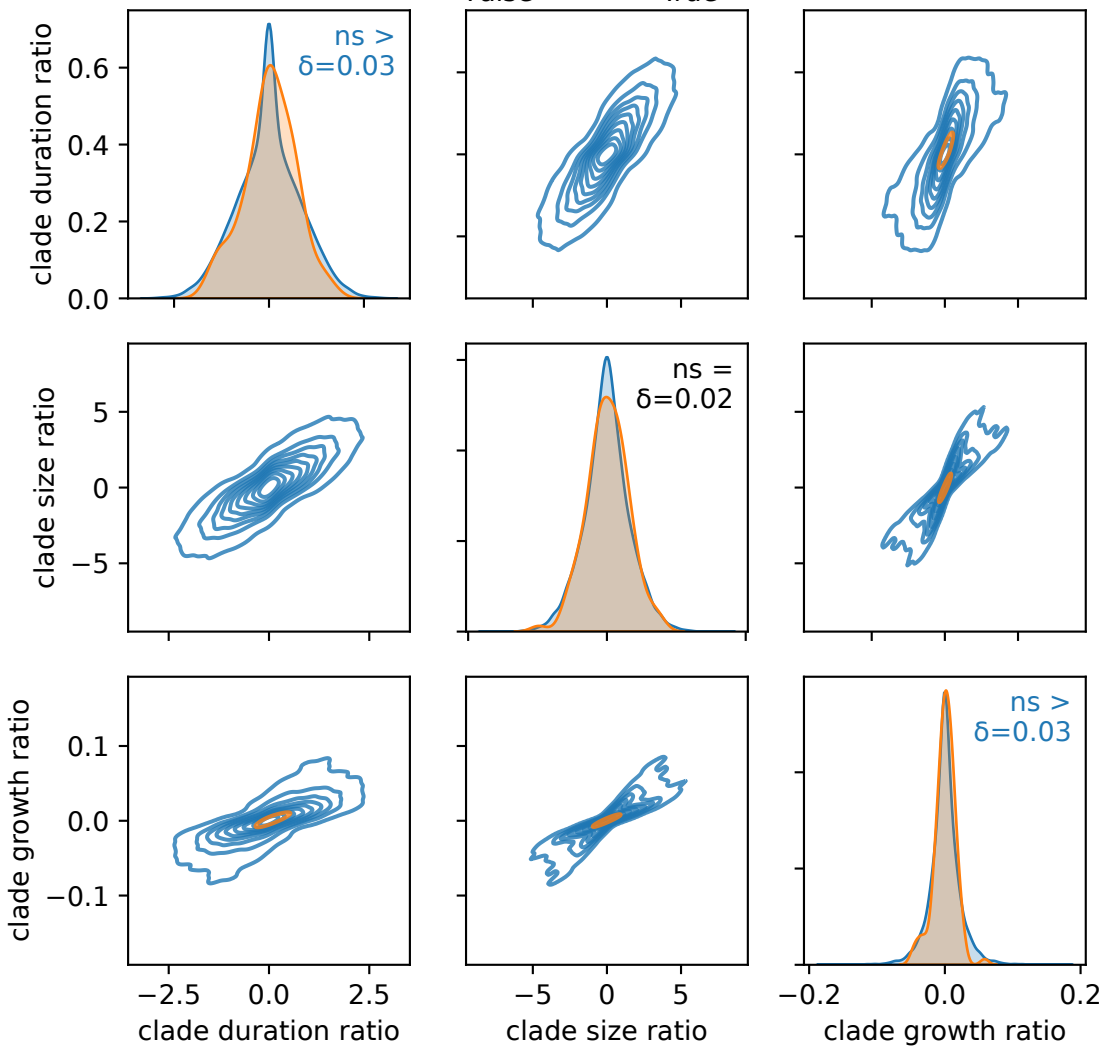 clade duration ratio
0.6
0.4
0.2
0.0
ns >
δ=0.03
clade size ratio
5
0
−5
ns =
δ=0.02
clade growth ratio
0.1
0.0
−0.1
ns >
δ=0.03
−2.5 0.0 2.5
clade duration ratio
−5 0 5
clade size ratio
−0.2 0.0 0.2
clade growth ratio